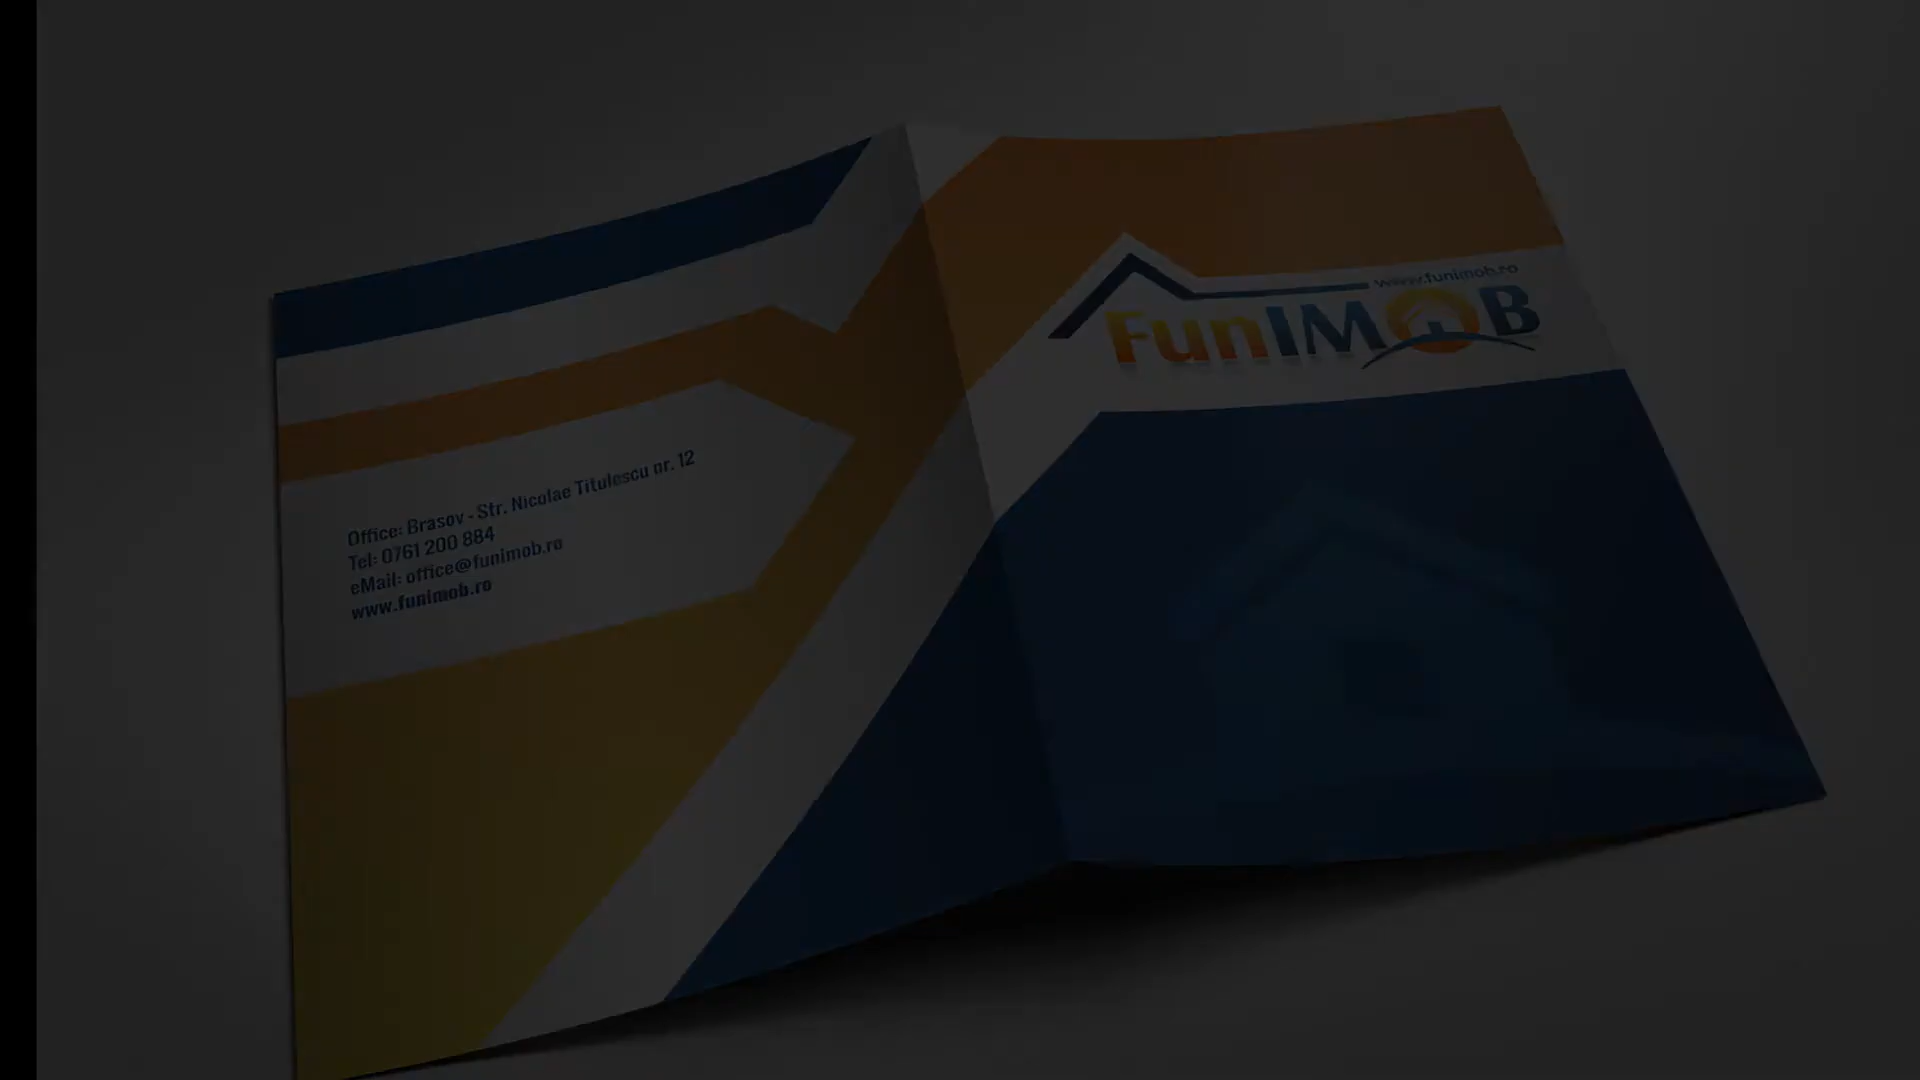 Office: Brasov - Str. Nicolae Titulescu nr. 12
Tel: 0761 200 884
eMail: office@funimob.ro
www.funimob.ro
www.funimob.ro
FunIMOB